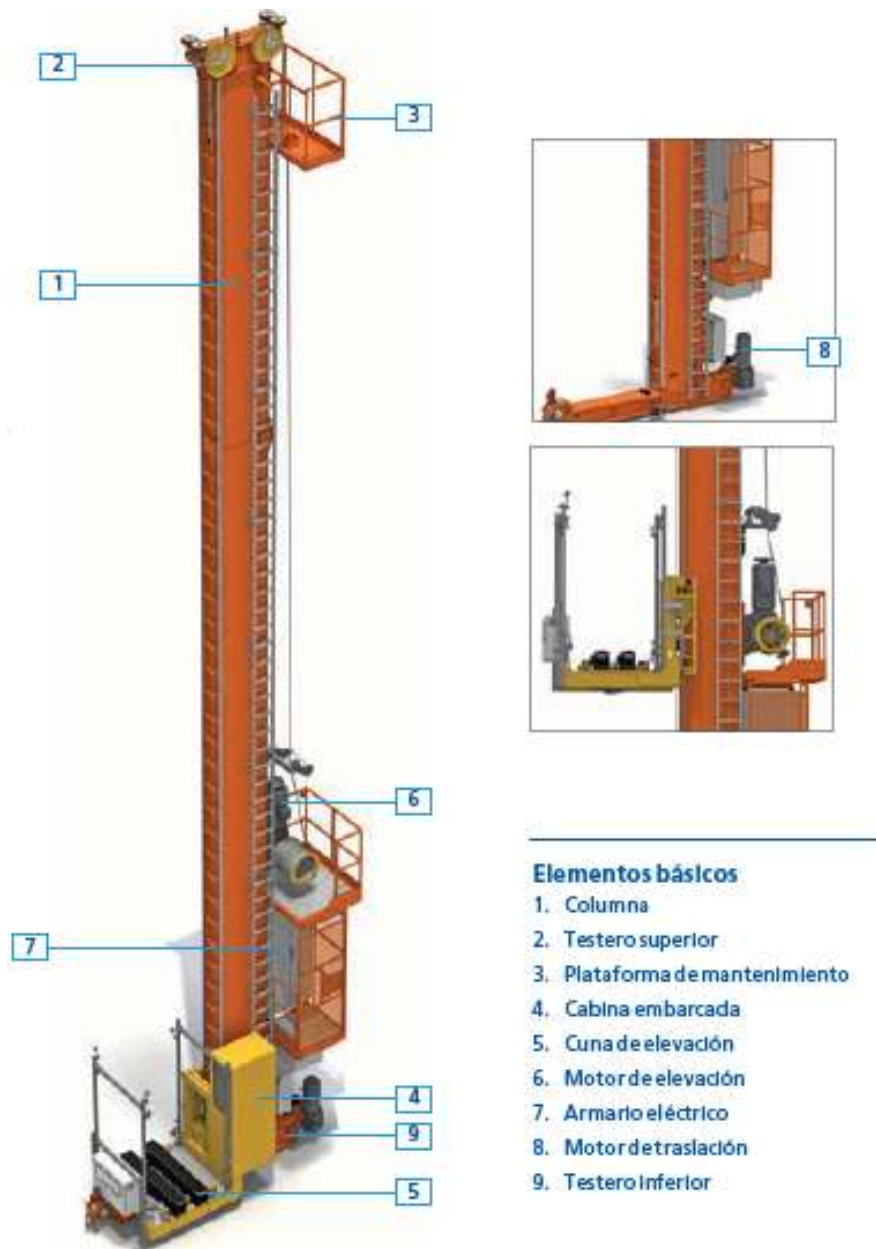 2
3
1
8
6
7
4
9
5
Elementos básicos
1. Columna
2. Testero superior
3. Plataforma de mantenimiento
4. Cabina embarcada
5. Cuna de elevación
6. Motor de elevación
7. Armario eléctrico
8. Motor de traslación
9. Testero inferior